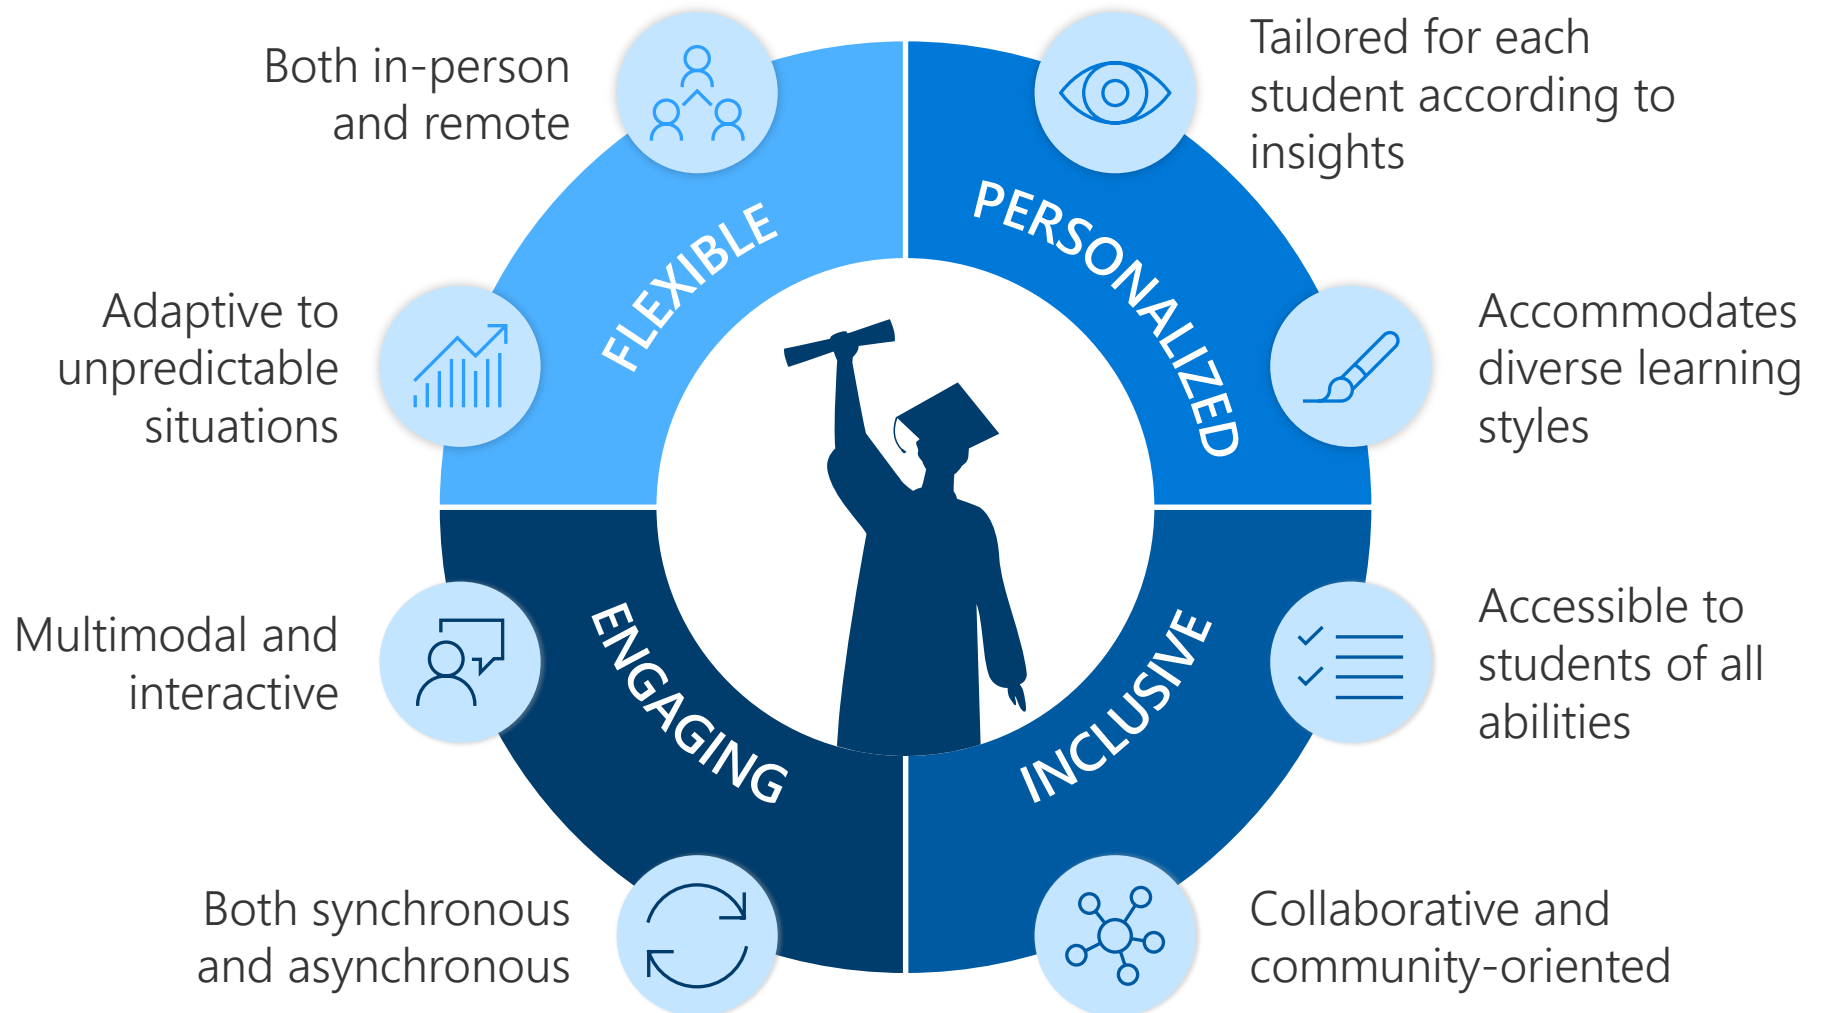 Both in-person
and remote
Tailored for each
student according to
insights
FLEXIBLE
PERSONALIZED
Adaptive to
unpredictable
situations
Accommodates
diverse learning
styles
Multimodal and
interactive
Accessible to
students of all
abilities
ENGAGING
INCLUSIVE
Both synchronous
and asynchronous
Collaborative and
community-oriented